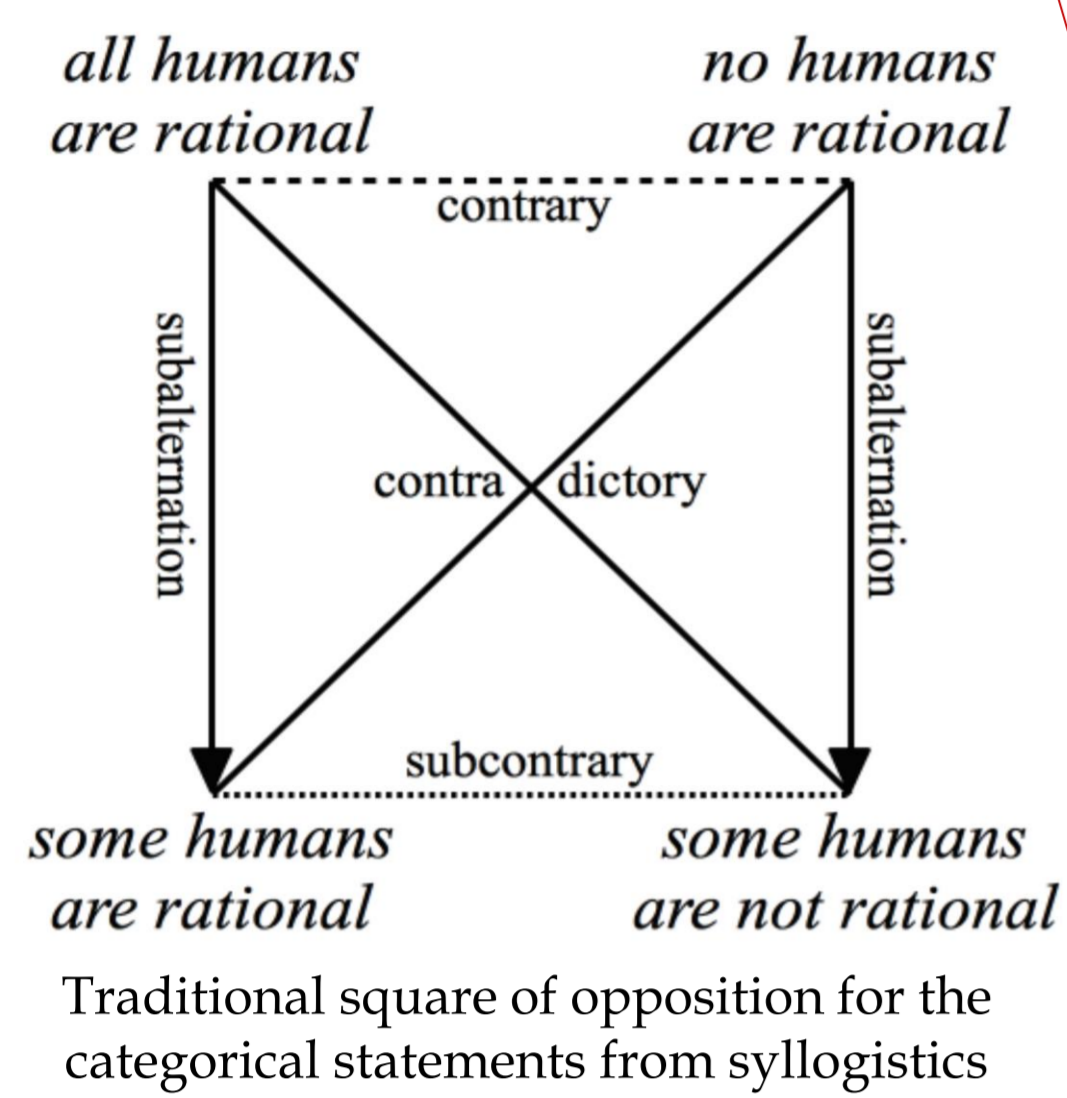 all humans
are rational
no humans
are rational
contrary
subalternation
subalternation
contra dictory
subcontrary
some humans
are rational
some humans
are not rational
Traditional square of opposition for the
categorical statements from syllogistics